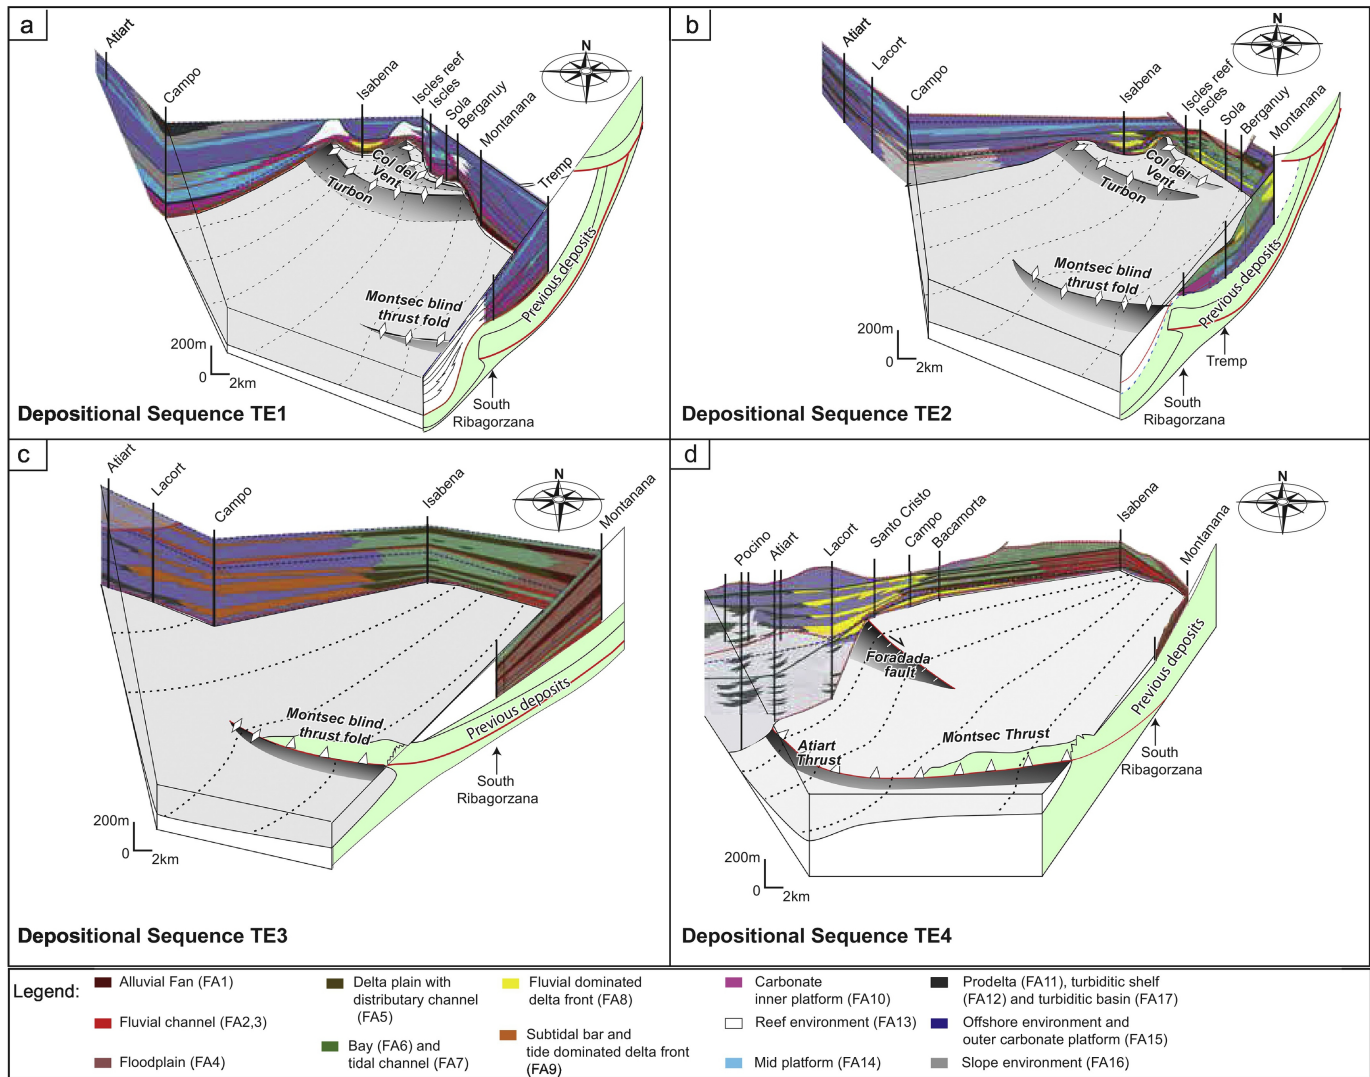 a
Atiart
Campo
Isabena
Iscles reef
Iscles
Sola
Berganuy
Montanana
Tremp
N
Col del
Vent
Turbon
Montsec blind
thrust fold
Previous deposits
200m
0
2km
South
Ribagorzana
Depositional Sequence TE1
b
Atiart
Lacort
Campo
Isabena
Iscles reef
Iscles
Sola
Berganuy
Montanana
N
Col del
Vent
Turbon
Montsec blind
thrust fold
Previous deposits
Tremp
200m
0
2km
South
Ribagorzana
Depositional Sequence TE2
c
Atiart
Lacort
Campo
Isabena
Montanana
N
Montsec blind
thrust fold
Previous deposits
South
Ribagorzana
200m
0
2km
Depositional Sequence TE3
d
Pocino
Atiart
Lacort
Santo Cristo
Campo
Bacamorta
Isabena
Montanana
N
Foradada
fault
Atiart
Thrust
Montsec Thrust
Previous deposits
South
Ribagorzana
200m
0
2km
Depositional Sequence TE4
Legend:
Alluvial Fan (FA1)
Fluvial channel (FA2,3)
Floodplain (FA4)
Delta plain with
distributary channel
(FA5)
Bay (FA6) and
tidal channel (FA7)
Fluvial dominated
delta front (FA8)
Subtidal bar and
tide dominated delta front
(FA9)
Carbonate
inner platform (FA10)
Reef environment (FA13)
Mid platform (FA14)
Prodelta (FA11), turbiditic shelf
(FA12) and turbiditic basin (FA17)
Offshore environment and
outer carbonate platform (FA15)
Slope environment (FA16)